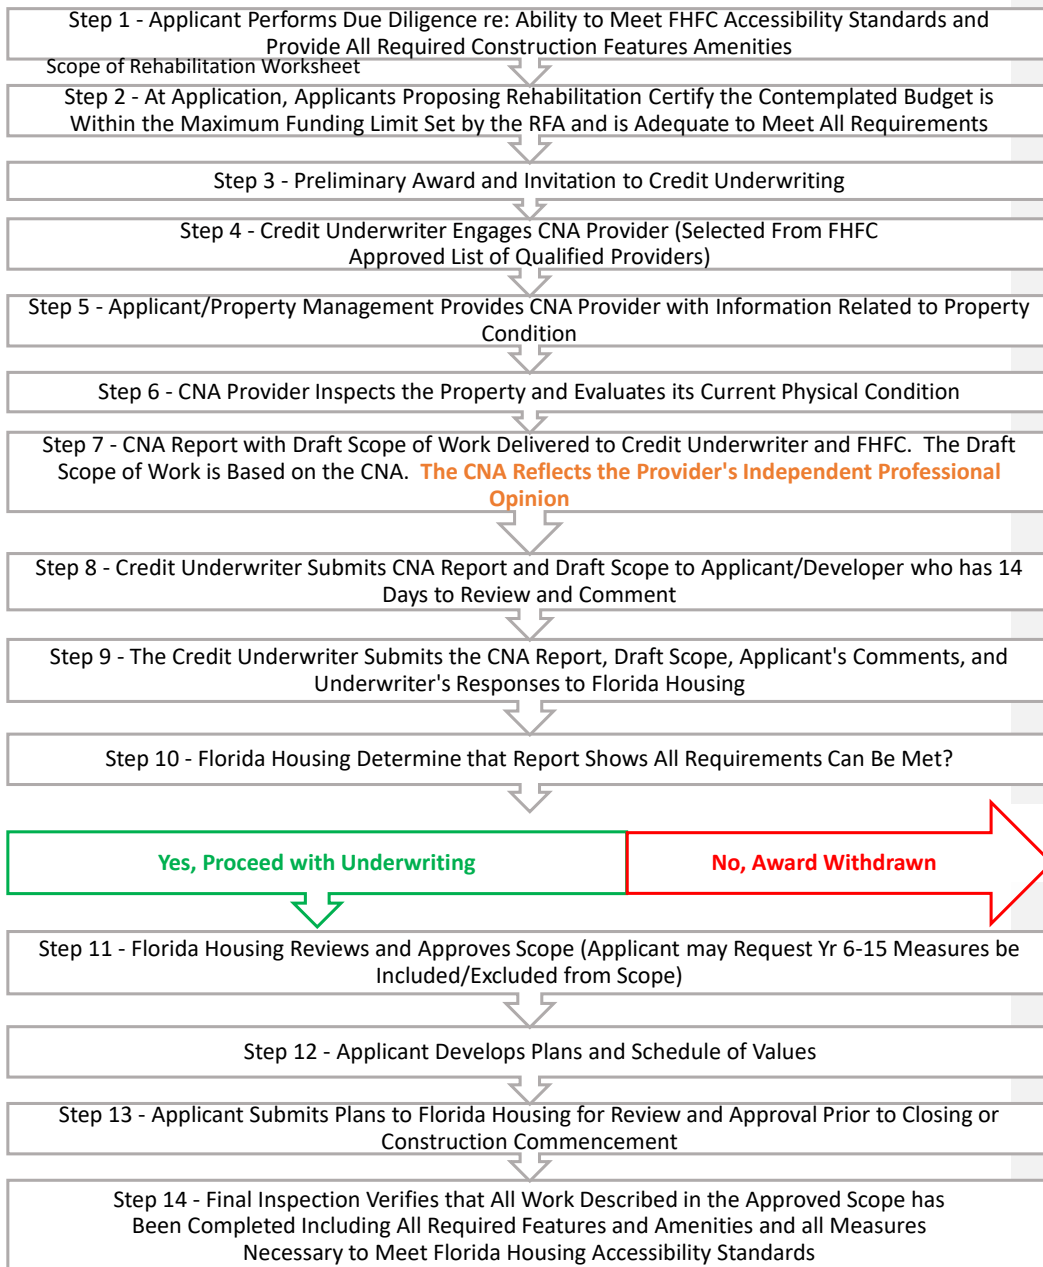 Step 1 - Applicant Performs Due Diligence re: Ability to Meet FHFC Accessibility Standards and
Provide All Required Construction Features Amenities
Scope of Rehabilitation Worksheet
Step 2 - At Application, Applicants Proposing Rehabilitation Certify the Contemplated Budget is
Within the Maximum Funding Limit Set by the RFA and is Adequate to Meet All Requirements
Step 3 - Preliminary Award and Invitation to Credit Underwriting
Step 4 - Credit Underwriter Engages CNA Provider (Selected From FHFC
Approved List of Qualified Providers)
Step 5 - Applicant/Property Management Provides CNA Provider with Information Related to Property
Condition
Step 6 - CNA Provider Inspects the Property and Evaluates its Current Physical Condition
Step 7 - CNA Report with Draft Scope of Work Delivered to Credit Underwriter and FHFC. The Draft
Scope of Work is Based on the CNA. The CNA Reflects the Provider's Independent Professional
Opinion
Step 8 - Credit Underwriter Submits CNA Report and Draft Scope to Applicant/Developer who has 14
Days to Review and Comment
Step 9 - The Credit Underwriter Submits the CNA Report, Draft Scope, Applicant's Comments, and
Underwriter's Responses to Florida Housing
Step 10 - Florida Housing Determine that Report Shows All Requirements Can Be Met?
Yes, Proceed with Underwriting
No, Award Withdrawn
Step 11 - Florida Housing Reviews and Approves Scope (Applicant may Request Yr 6-15 Measures be
Included/Excluded from Scope)
Step 12 - Applicant Develops Plans and Schedule of Values
Step 13 - Applicant Submits Plans to Florida Housing for Review and Approval Prior to Closing or
Construction Commencement
Step 14 - Final Inspection Verifies that All Work Described in the Approved Scope has
Been Completed Including All Required Features and Amenities and all Measures
Necessary to Meet Florida Housing Accessibility Standards